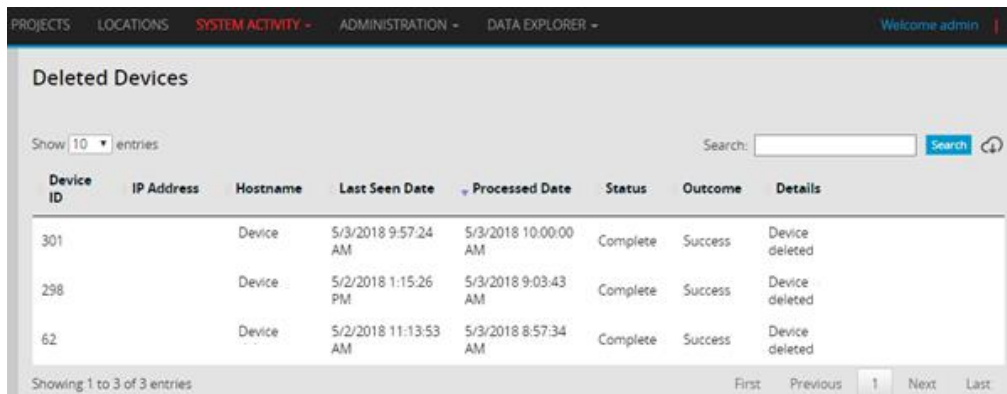 PROJECTS LOCATIONS SYSTEM ACTIVITY ADMINISTRATION DATA EXPLORER Welcome admin
Deleted Devices
Show 10 entries Search: Search
Device ID IP Address Hostname Last Seen Date Processed Date Status Outcome Details
301 Device 5/3/2018 9:57:24 AM 5/3/2018 10:00:00 AM Complete Success Device deleted
298 Device 5/2/2018 1:15:26 PM 5/3/2018 9:03:43 AM Complete Success Device deleted
62 Device 5/2/2018 11:13:53 AM 5/3/2018 8:57:34 AM Complete Success Device deleted
Showing 1 to 3 of 3 entries First Previous 1 Next Last